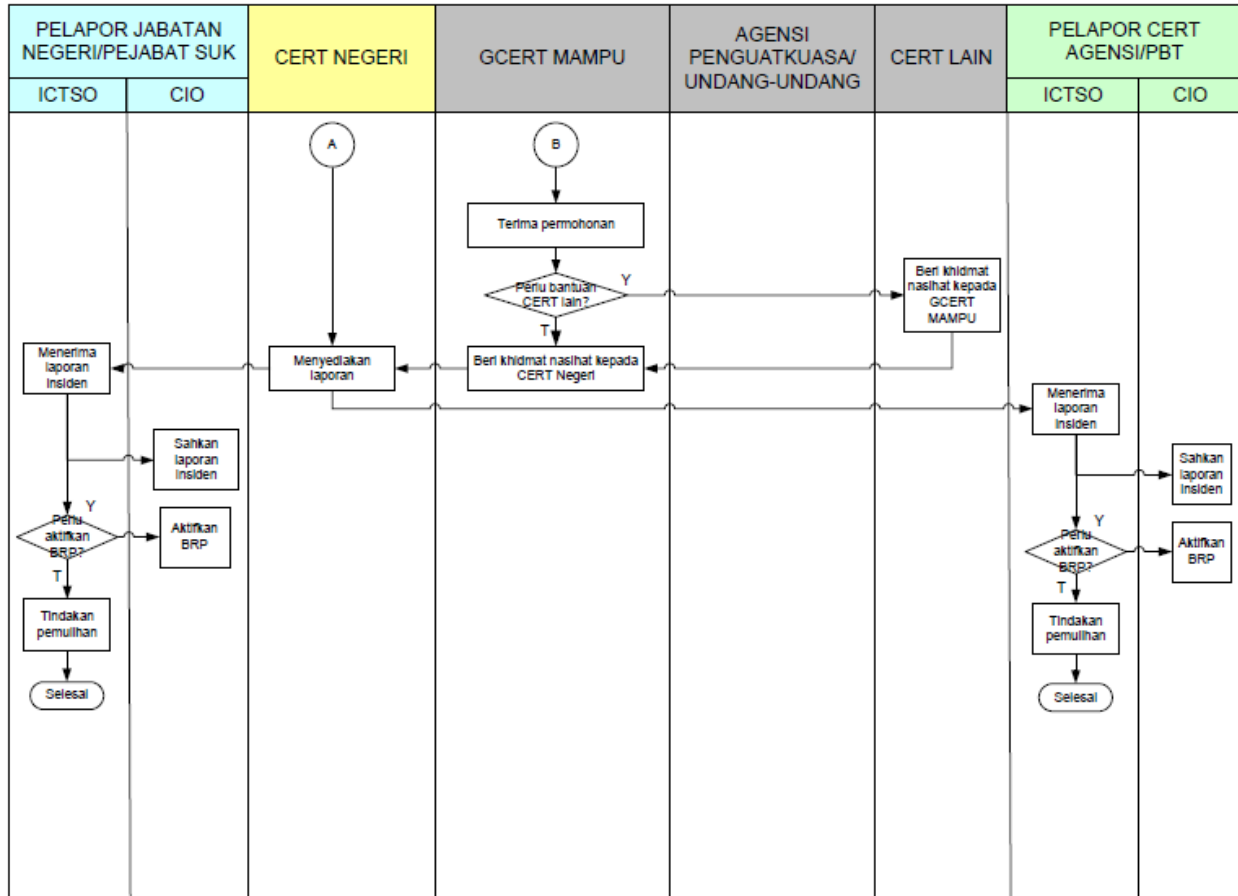 PELAPOR JABATAN
NEGERI/PEJABAT SUK
CERT NEGERI
GCERT MAMPU
AGENSI
PENGUATKUASA/
UNDANG-UNDANG
CERT LAIN
PELAPOR CERT
AGENSI/PBT
ICTSO
CIO
ICTSO
CIO
A
B
Terima permohonan
Perlu bantuan
CERT lain?
Y
T
Beri khidmat
nasihat kepada
GCERT
MAMPU
Menerima
laporan
insiden
Menyediakan
laporan
Beri khidmat nasihat kepada
CERT Negeri
Menerima
laporan
insiden
Sahkan
laporan
insiden
Sahkan
laporan
insiden
Y
Perlu
aktifkan
BRP?
Aktifkan
BRP
T
Y
Perlu
aktifkan
BRP?
Aktifkan
BRP
T
Tindakan
pemulihan
Tindakan
pemulihan
Selesai
Selesai